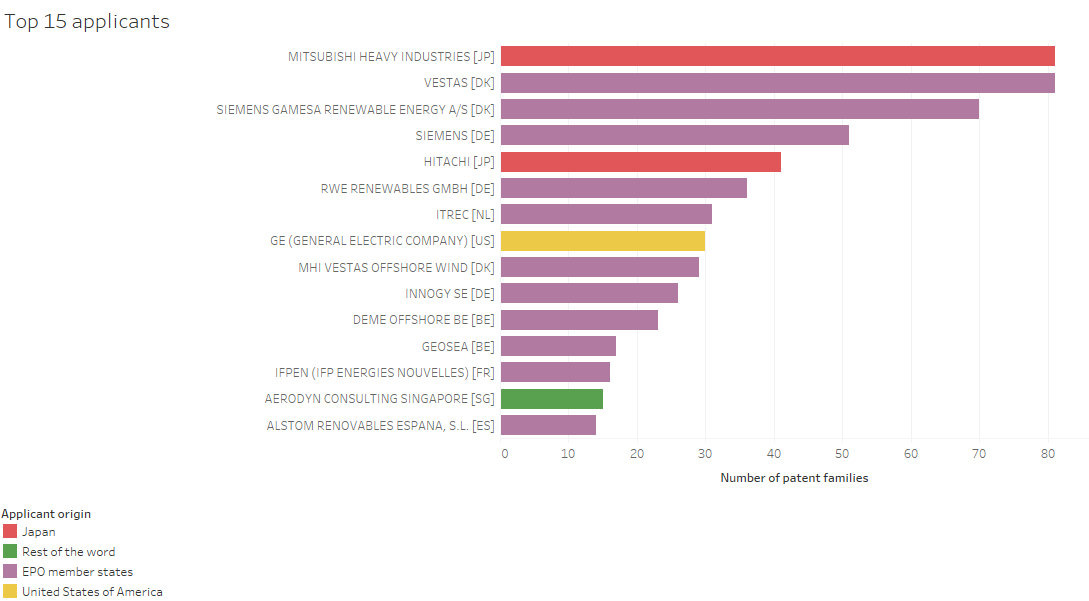 Top 15 applicants
MITSUBISHI HEAVY INDUSTRIES [JP]
VESTAS [DK]
SIEMENS GAMESA RENEWABLE ENERGY A/S [DK]
SIEMENS [DE]
HITACHI [JP]
RWE RENEWABLES GMBH [DE]
ITREC [NL]
GE (GENERAL ELECTRIC COMPANY) [US]
MHI VESTAS OFFSHORE WIND [DK]
INNOGY SE [DE]
DEME OFFSHORE BE [BE]
GEOSEA [BE]
IFPEN (IFP ENERGIES NOUVELLES) [FR]
AERODYN CONSULTING SINGAPORE [SG]
ALSTOM RENOVABLES ESPANA, S.L. [ES]
0 10 20 30 40 50 60 70 80
Number of patent families
Applicant origin
Japan
Rest of the word
EPO member states
United States of America